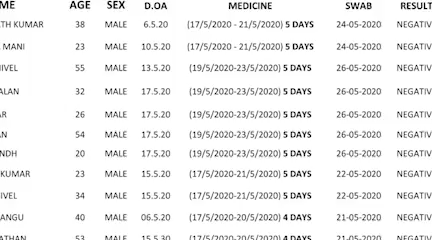 ME AGE SEX D.OA MEDICINE SWAB RESULT
TH KUMAR 38 MALE 6.5.20 (17/5/2020 - 21/5/2020) 5 DAYS 24-05-2020 NEGATIV
MANI 23 MALE 10.5.20 (17/5/2020 - 21/5/2020) 5 DAYS 24-05-2020 NEGATIV
IVEL 55 MALE 13.5.20 (19/5/2020-23/5/2020) 5 DAYS 26-05-2020 NEGATIV
ALAN 32 MALE 17.5.20 (19/5/2020-23/5/2020) 5 DAYS 26-05-2020 NEGATIV
AR 26 MALE 17.5.20 (19/5/2020-23/5/2020) 5 DAYS 26-05-2020 NEGATIV
AN 54 MALE 17.5.20 (19/5/2020-23/5/2020) 5 DAYS 26-05-2020 NEGATIV
NDH 20 MALE 17.5.20 (19/5/2020-23/5/2020) 5 DAYS 26-05-2020 NEGATIV
KUMAR 23 MALE 15.5.20 (17/5/2020-21/5/2020) 5 DAYS 22-05-2020 NEGATIV
IVEL 34 MALE 15.5.20 (17/5/2020-21/5/2020) 5 DAYS 22-05-2020 NEGATIV
ANGU 40 MALE 06.5.20 (17/5/2020-20/5/2020) 4 DAYS 21-05-2020 NEGATIV
ATHAN 53 MALE 15.5.30 (17/5/2020-20/5/2020) 4 DAYS 21-05-2020 NEGATIV